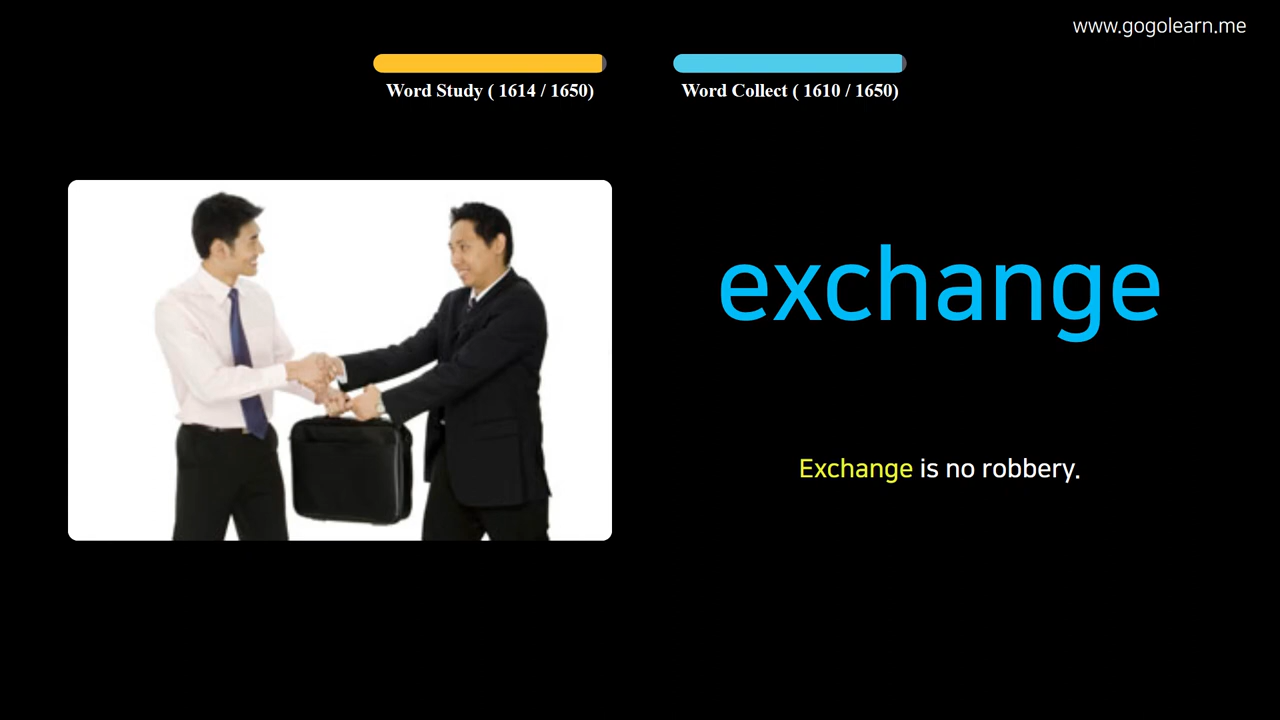 www.gogolearn.me
Word Study ( 1614 / 1650)
Word Collect ( 1610 / 1650)
exchange
Exchange is no robbery.